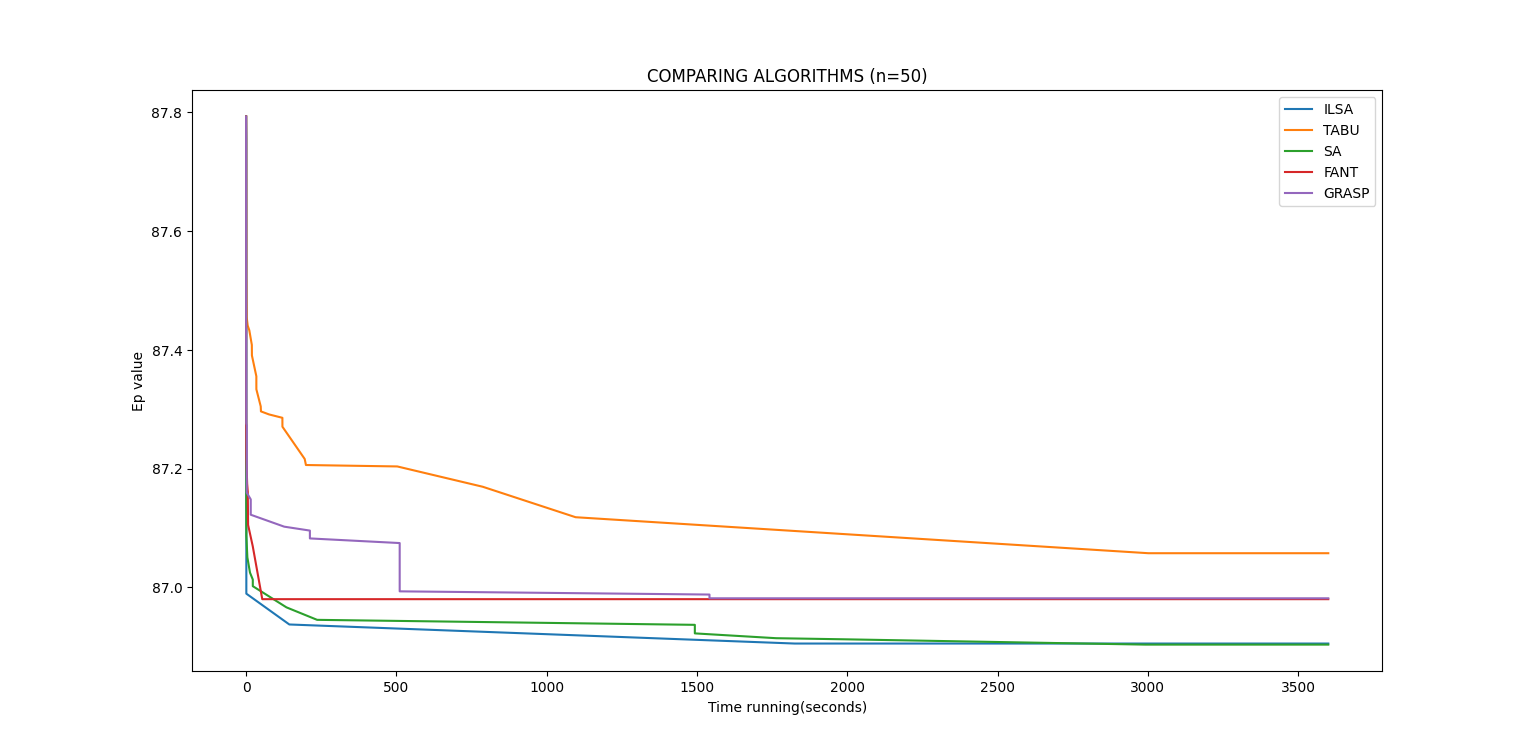 COMPARING ALGORITHMS (n=50)
87.8
87.6
87.4
87.2
87.0
Ep value
ILSA
TABU
SA
FANT
GRASP
0
500
1000
1500
2000
2500
3000
3500
Time running(seconds)